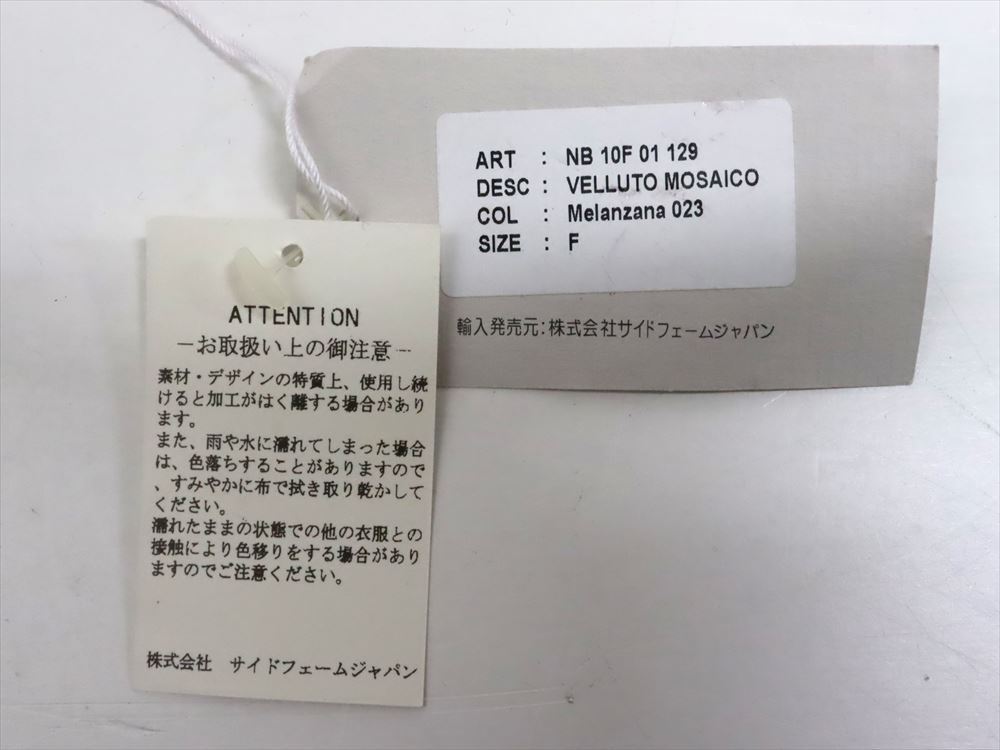 ART : NB 10F 01 129
DESC : VELLUTO MOSAICO
COL : Melanzana 023
SIZE : F
輸入発売元:株式会社サイドフェームジャパン
ATTENTION
－お取扱い上の御注意－
素材・デザインの特質上、使用し続
けると加工がはく離する場合があり
ます。
また、雨や水に濡れてしまった場合
は、色落ちすることがありますので
、すみやかに布で拭き取り乾かして
ください。
濡れたままの状態での他の衣服との
接触により色移りをする場合があり
ますのでご注意ください。
株式会社 サイドフェームジャパン